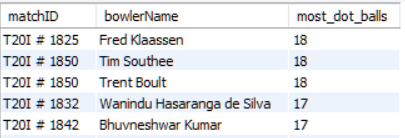 matchID bowlerName most_dot_balls
T20I # 1825 Fred Klaassen 18
T20I # 1850 Tim Southee 18
T20I # 1850 Trent Boult 18
T20I # 1832 Wanindu Hasaranga de Silva 17
T20I # 1842 Bhuvneshwar Kumar 17